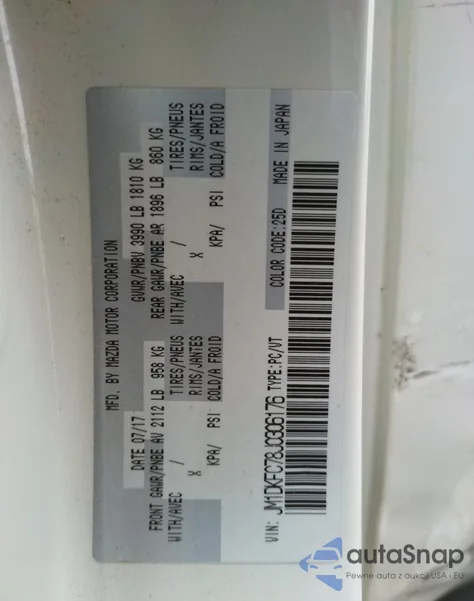 MFD. BY MAZDA MOTOR CORPORATION
DATE 07/17 GVWR/PNBV 3990 LB 1810 KG
FRONT GAWR/PNBE AV 2112 LB 958 KG REAR GAWR/PNBE AR 1896 LB 860 KG
WITH/AVEC / TIRES/PNEUS WITH/AVEC / TIRES/PNEUS
X RIMS/JANTES X RIMS/JANTES
KPA/ PSI COLD/A FROID KPA/ PSI COLD/A FROID
VIN: JM1DKFC78J0306176 TYPE:PC/VT
COLOR CODE:25D MADE IN JAPAN
autoSnap
Pewne auta z aukcji USA i EU